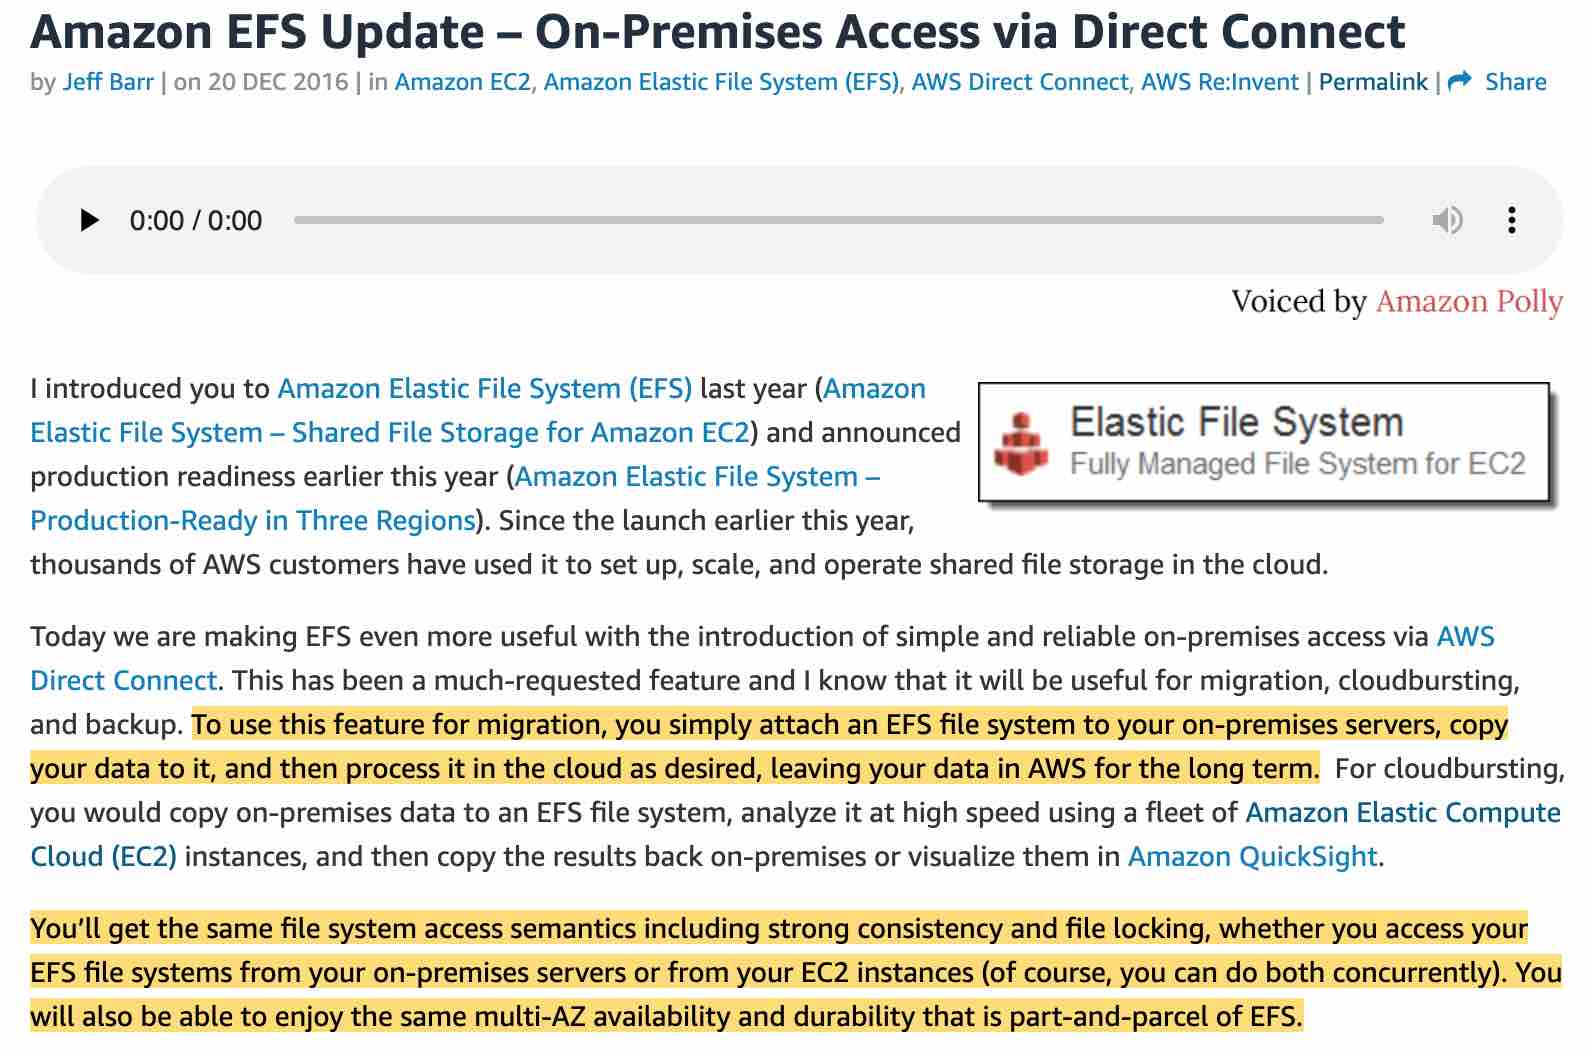 Amazon EFS Update – On-Premises Access via Direct Connect
by Jeff Barr | on 20 DEC 2016 | in Amazon EC2, Amazon Elastic File System (EFS), AWS Direct Connect, AWS Re:Invent | Permalink | Share
0:00 / 0:00
Voiced by Amazon Polly
I introduced you to Amazon Elastic File System (EFS) last year (Amazon
Elastic File System – Shared File Storage for Amazon EC2) and announced
production readiness earlier this year (Amazon Elastic File System –
Production-Ready in Three Regions). Since the launch earlier this year,
thousands of AWS customers have used it to set up, scale, and operate shared file storage in the cloud.
Elastic File System
Fully Managed File System for EC2
Today we are making EFS even more useful with the introduction of simple and reliable on-premises access via AWS
Direct Connect. This has been a much-requested feature and I know that it will be useful for migration, cloudbursting,
and backup. To use this feature for migration, you simply attach an EFS file system to your on-premises servers, copy
your data to it, and then process it in the cloud as desired, leaving your data in AWS for the long term. For cloudbursting,
you would copy on-premises data to an EFS file system, analyze it at high speed using a fleet of Amazon Elastic Compute
Cloud (EC2) instances, and then copy the results back on-premises or visualize them in Amazon QuickSight.
You’ll get the same file system access semantics including strong consistency and file locking, whether you access your
EFS file systems from your on-premises servers or from your EC2 instances (of course, you can do both concurrently). You
will also be able to enjoy the same multi-AZ availability and durability that is part-and-parcel of EFS.